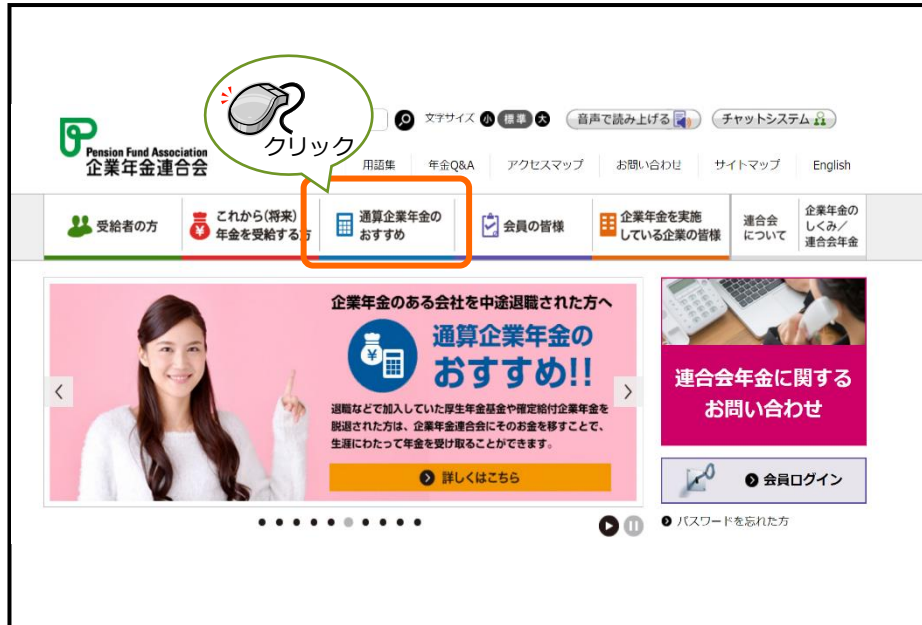 クリック
文字サイズ 小 標準 大
音声で読み上げる
チャットシステム
Pension Fund Association
企業年金連合会
用語集
年金Q&A
アクセスマップ
お問い合わせ
サイトマップ
English
受給者の方
これから(将来)
年金を受給する方
通算企業年金の
おすすめ
会員の皆様
企業年金を実施
している企業の皆様
連合会
について
企業年金の
しくみ／
連合会年金
企業年金のある会社を中途退職された方へ
通算企業年金の
おすすめ!!
退職などで加入していた厚生年金基金や確定給付企業年金を
脱退された方は、企業年金連合会にそのお金を移すことで、
生涯にわたって年金を受け取ることができます。
詳しくはこちら
連合会年金に関する
お問い合わせ
会員ログイン
パスワードを忘れた方